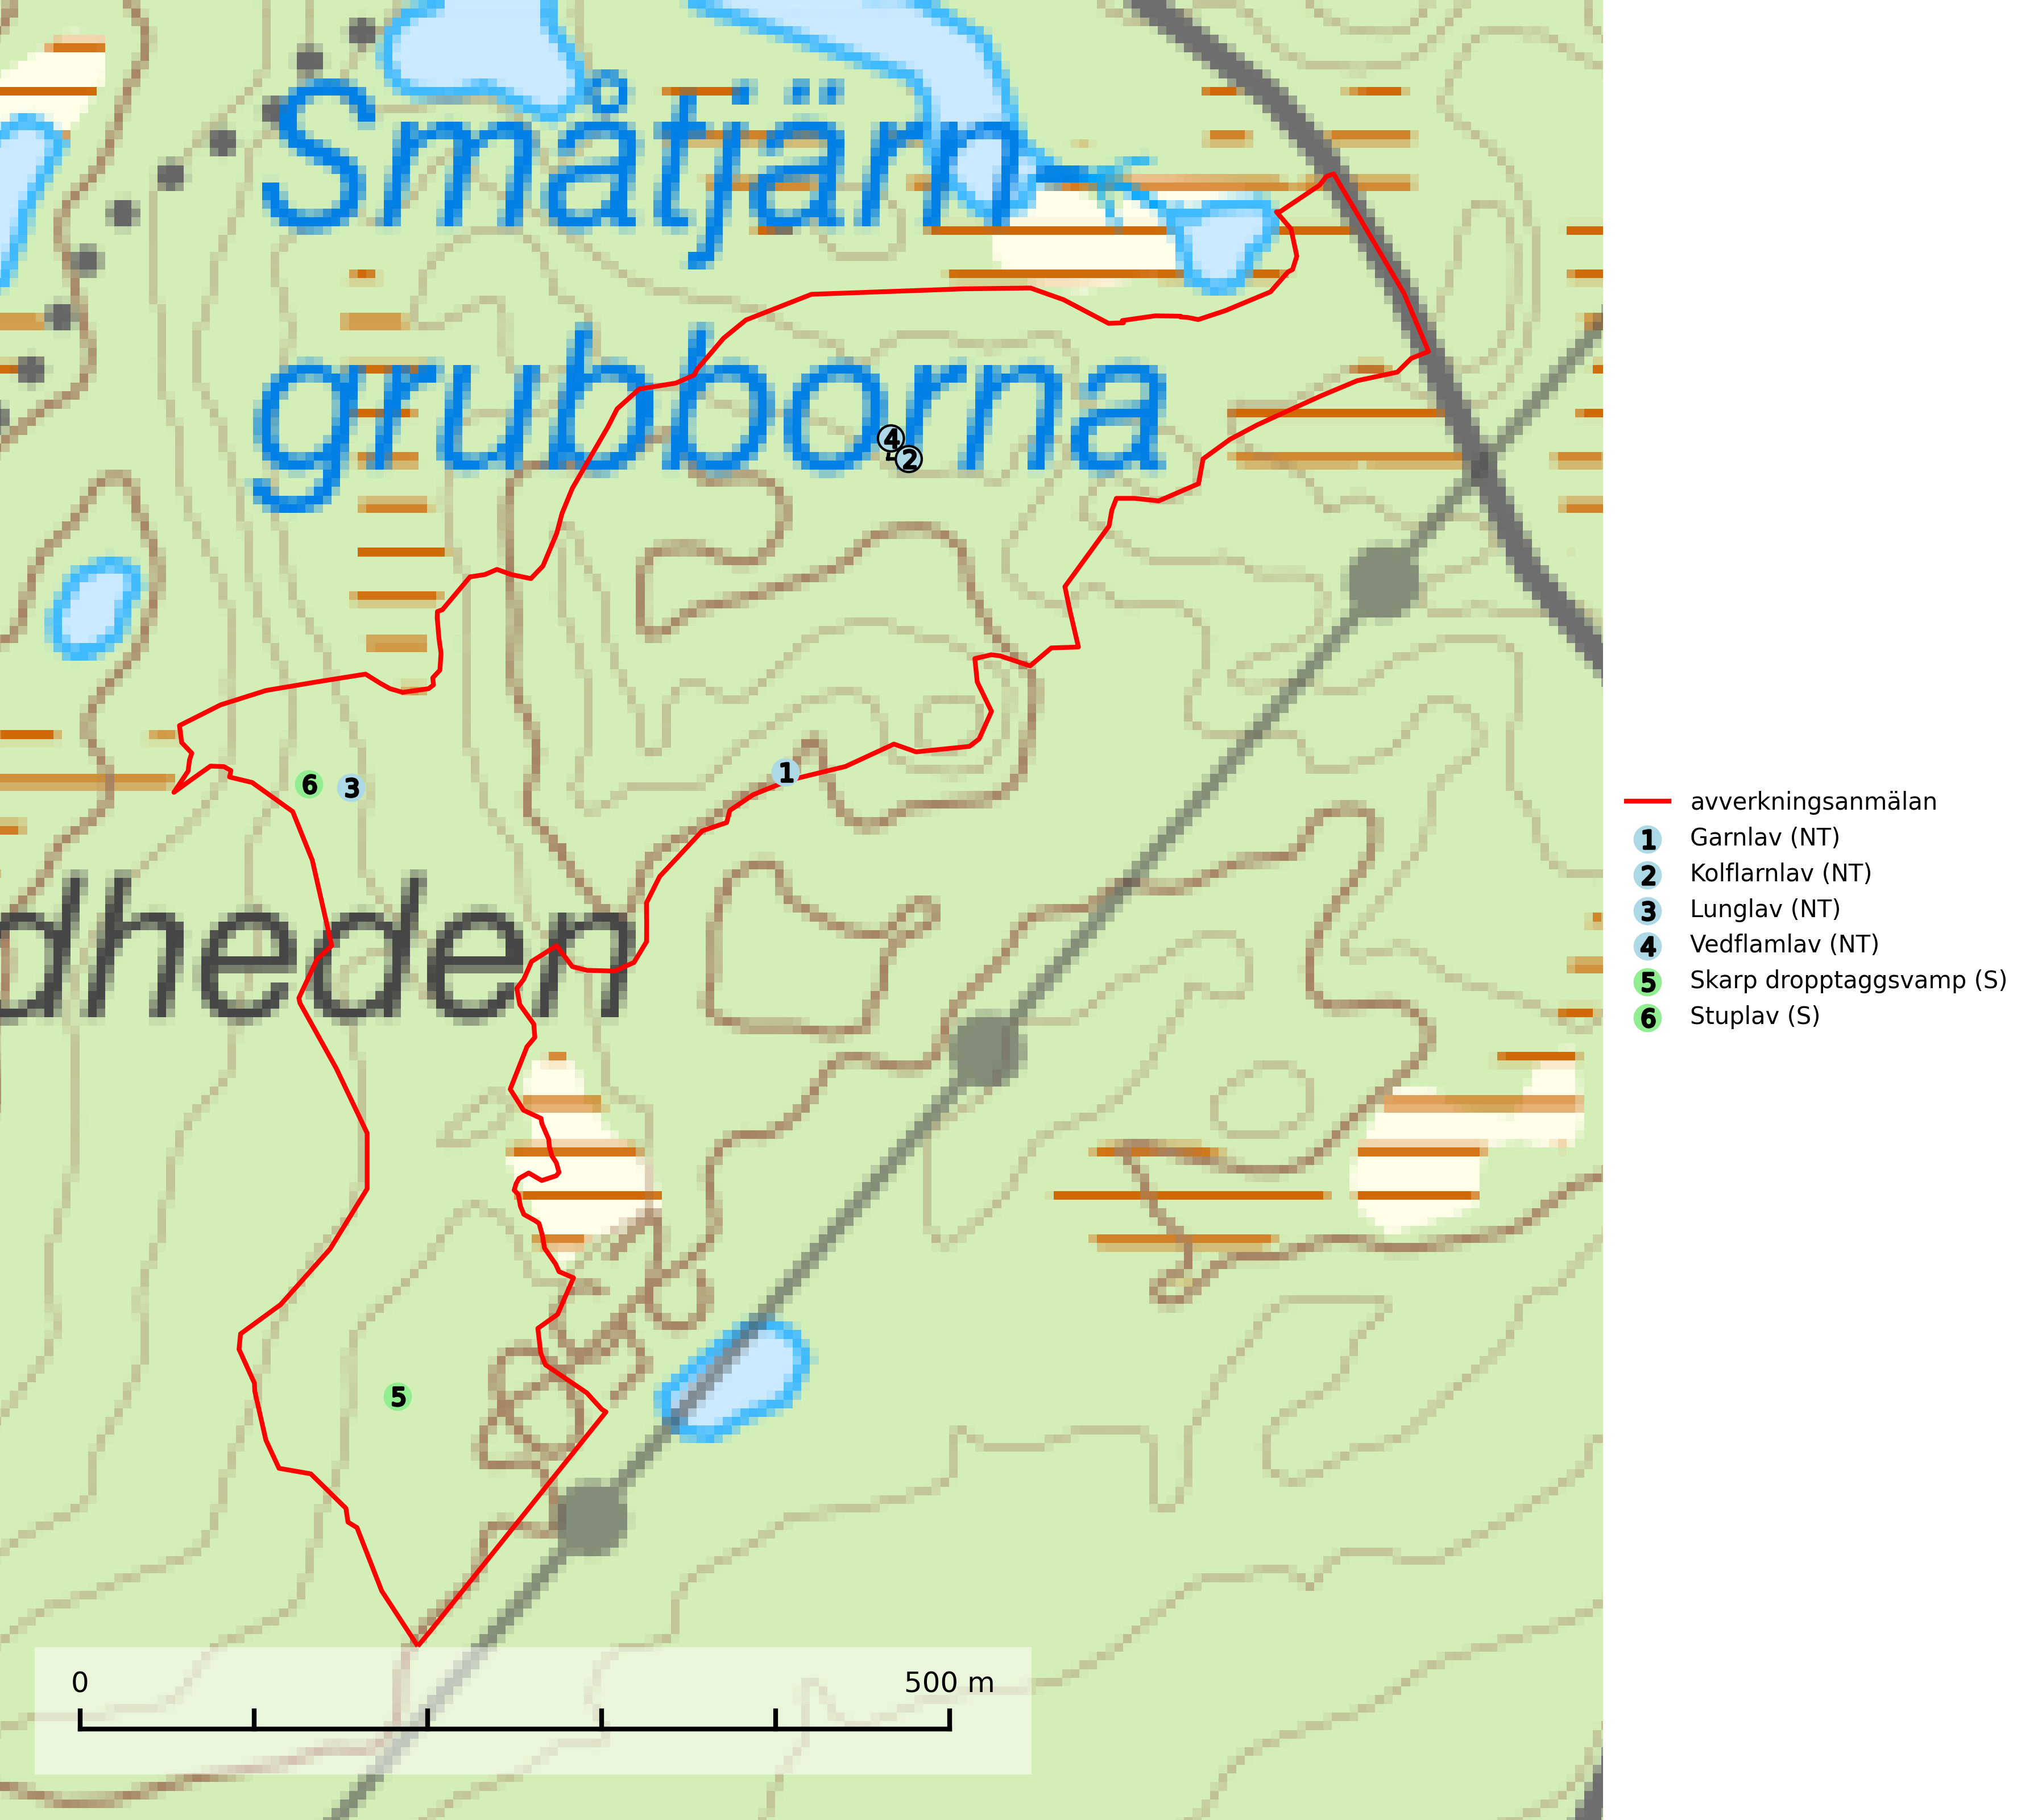 Småtjärn
grubborna
4
2
1
6
3
dheden
5
0 500 m
avverkningsanmälan
1 Garnlav (NT)
2 Kolflarnlav (NT)
3 Lunglav (NT)
4 Vedflamlav (NT)
5 Skarp dropptaggsvamp (S)
6 Stuplav (S)